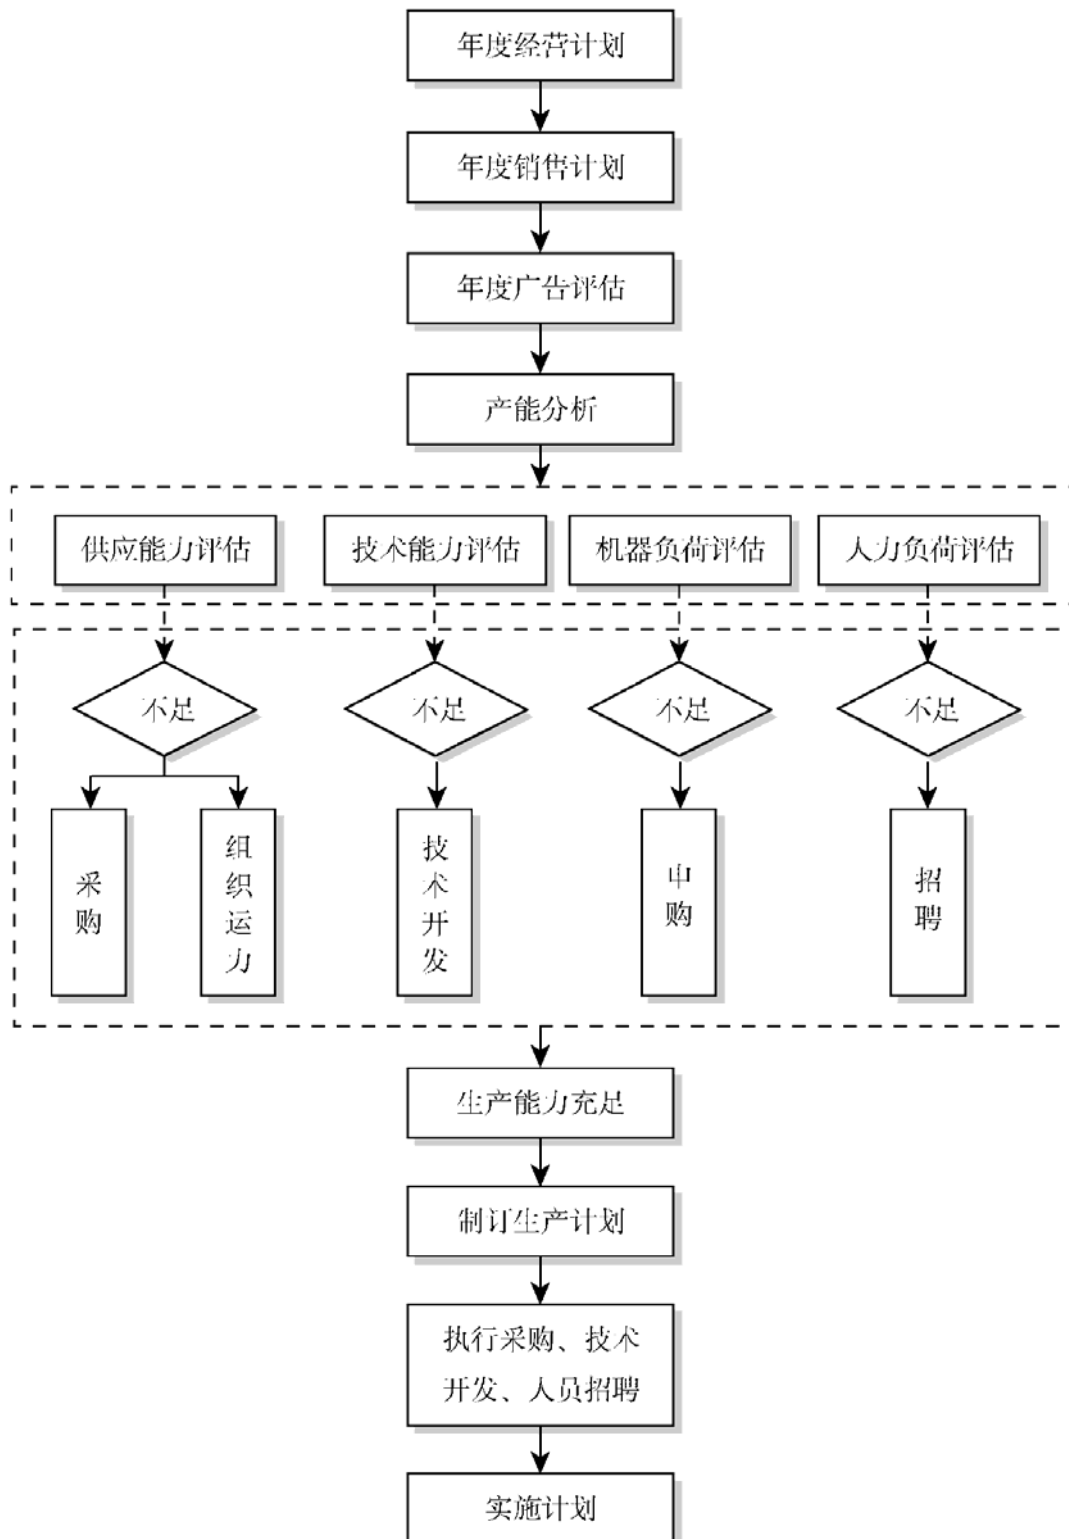 年度经营计划
年度销售计划
年度广告评估
产能分析
供应能力评估
技术能力评估
机器负荷评估
人力负荷评估
不足
不足
不足
不足
采购
组织运力
技术开发
申购
招聘
生产能力充足
制订生产计划
执行采购、技术
开发、人员招聘
实施计划